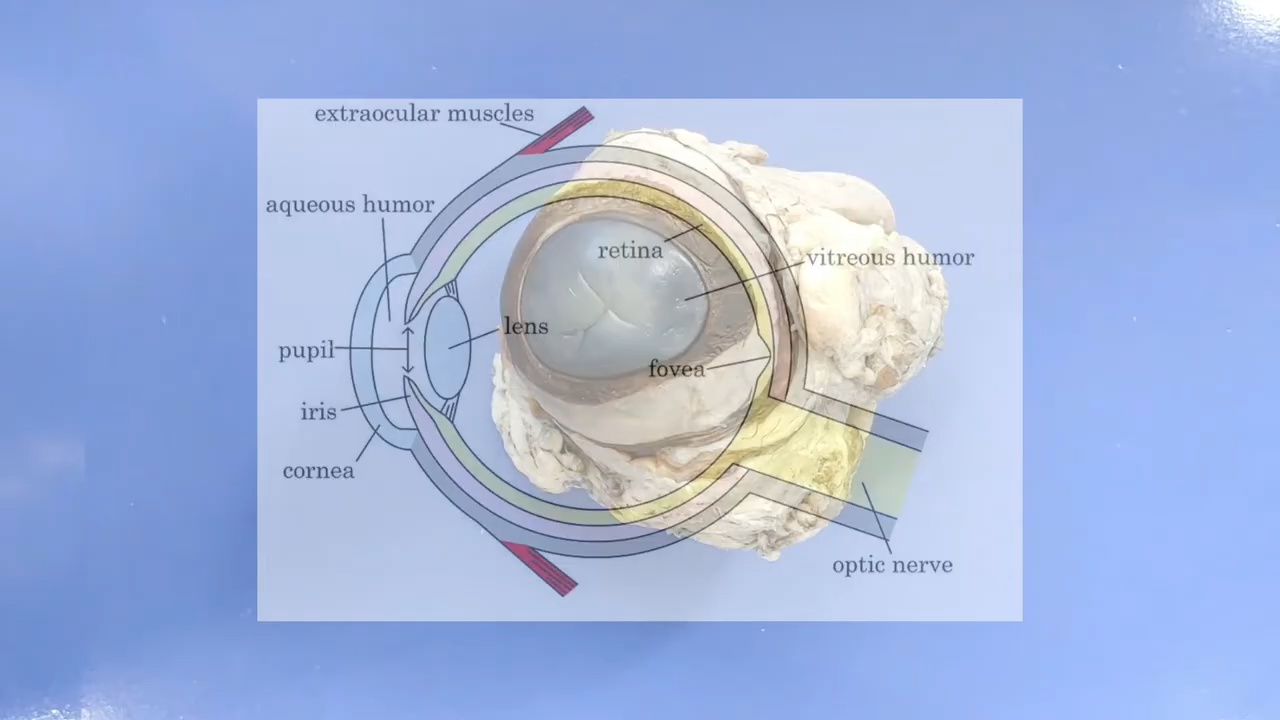 extraocular muscles
aqueous humor
retina
vitreous humor
lens
pupil
fovea
iris
cornea
optic nerve